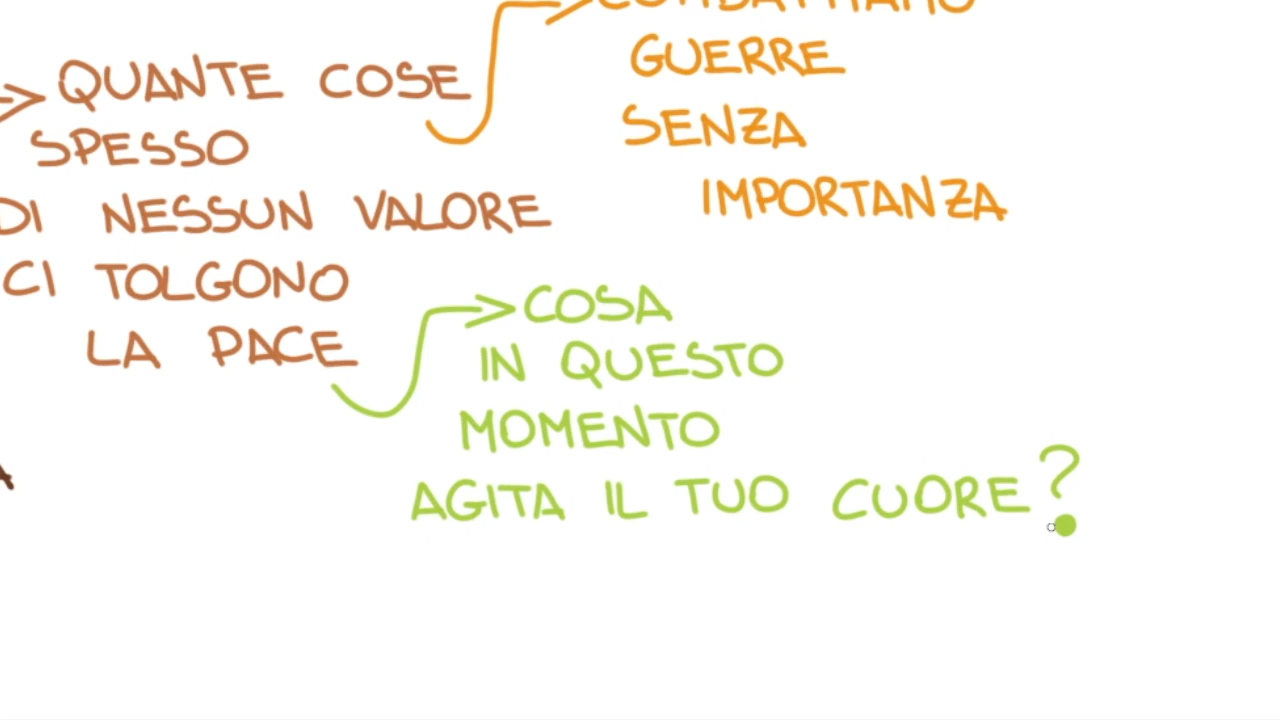 QUANTE COSE
SPESSO
DI NESSUN VALORE
CI TOLGONO
LA PACE
GUERRE
SENZA
IMPORTANZA
COSA
IN QUESTO
MOMENTO
AGITA IL TUO CUORE?